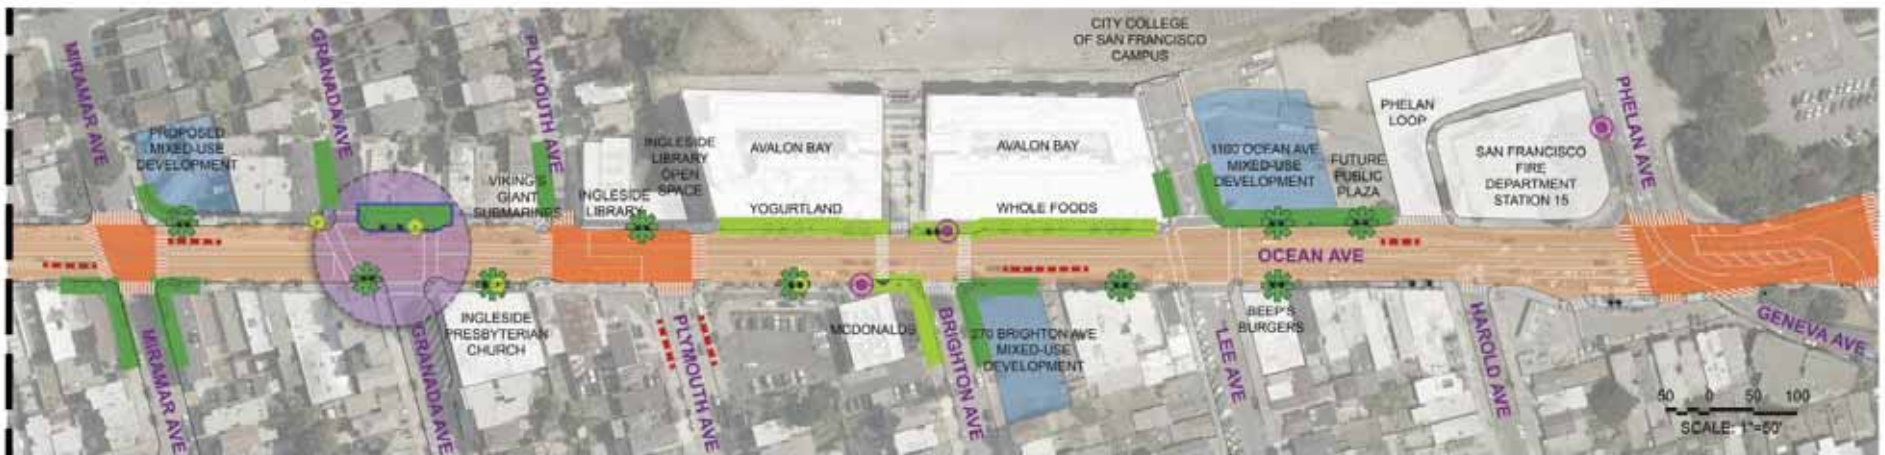 CITY COLLEGE
OF SAN FRANCISCO
CAMPUS
MIRAMAR AVE
GRANADA AVE
PLYMOUTH AVE
PHELAN AVE
PROPOSED
MIXED-USE
DEVELOPMENT
VIKING'S
GIANT
SUBMARINES
INGLESIDE
LIBRARY
INGLESIDE
LIBRARY
OPEN
SPACE
AVALON BAY
YOGURTLAND
AVALON BAY
WHOLE FOODS
1100 OCEAN AVE
MIXED-USE
DEVELOPMENT
FUTURE
PUBLIC
PLAZA
PHELAN
LOOP
SAN FRANCISCO
FIRE
DEPARTMENT
STATION 15
OCEAN AVE
MIRAMAR AVE
GRANADA AVE
INGLESIDE
PRESBYTERIAN
CHURCH
PLYMOUTH AVE
MCDONALDS
BRIGHTON AVE
270 BRIGHTON AVE
MIXED-USE
DEVELOPMENT
LEE AVE
BEEP'S
BURGERS
HAROLD AVE
GENEVA AVE
50 0 50 100
SCALE: 1"=50'